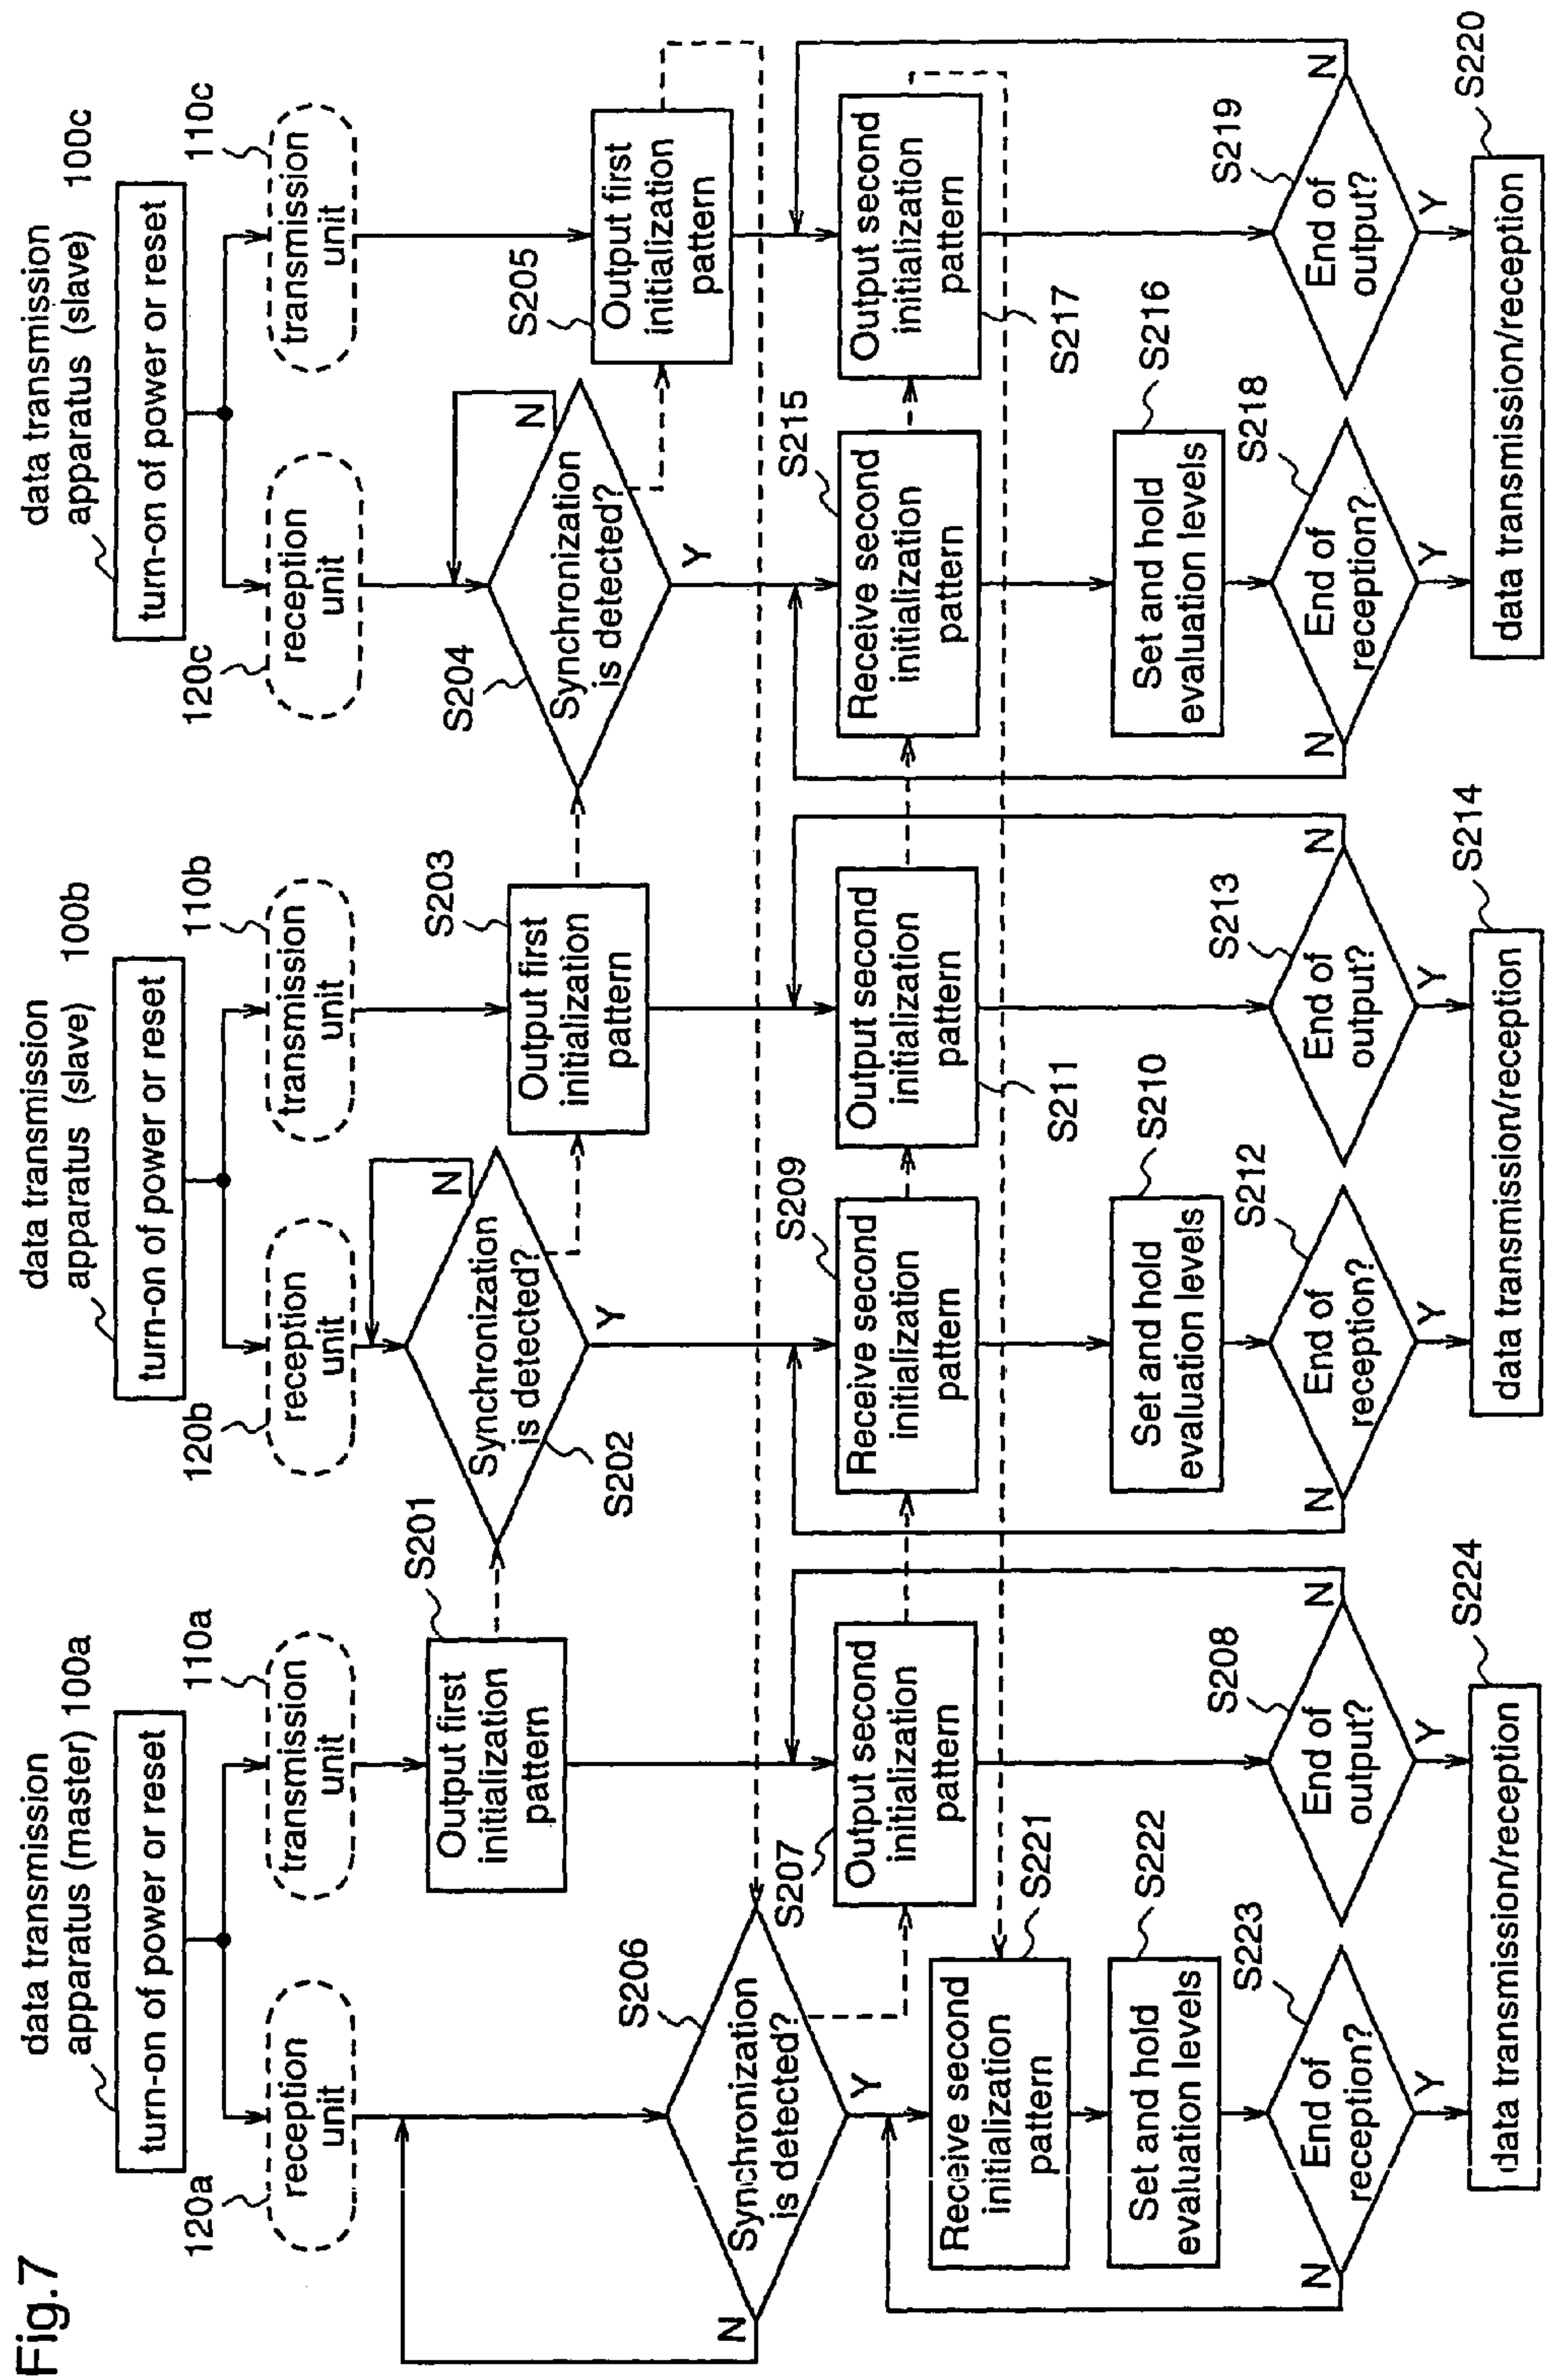 Fig.7
data transmission
apparatus (master) 100a
turn-on of power or reset
120a
reception
unit
110a
transmission
unit
S201
Output first
initialization
pattern
S206
Synchronization
is detected?
N
Y
S207
Output second
initialization
pattern
S221
Receive second
initialization
pattern
S222
Set and hold
evaluation levels
S223
End of
reception?
N
Y
S208
End of
output?
N
Y
S224
data transmission/reception
data transmission
apparatus (slave) 100b
turn-on of power or reset
120b
reception
unit
110b
transmission
unit
S202
Synchronization
is detected?
N
Y
S203
Output first
initialization
pattern
S209
Receive second
initialization
pattern
S211
Output second
initialization
pattern
S210
Set and hold
evaluation levels
S212
End of
reception?
N
Y
S213
End of
output?
N
Y
S214
data transmission/reception
data transmission
apparatus (slave) 100c
turn-on of power or reset
120c
reception
unit
110c
transmission
unit
S204
Synchronization
is detected?
N
Y
S205
Output first
initialization
pattern
S215
Receive second
initialization
pattern
S217
Output second
initialization
pattern
S216
Set and hold
evaluation levels
S218
End of
reception?
N
Y
S219
End of
output?
N
Y
S220
data transmission/reception